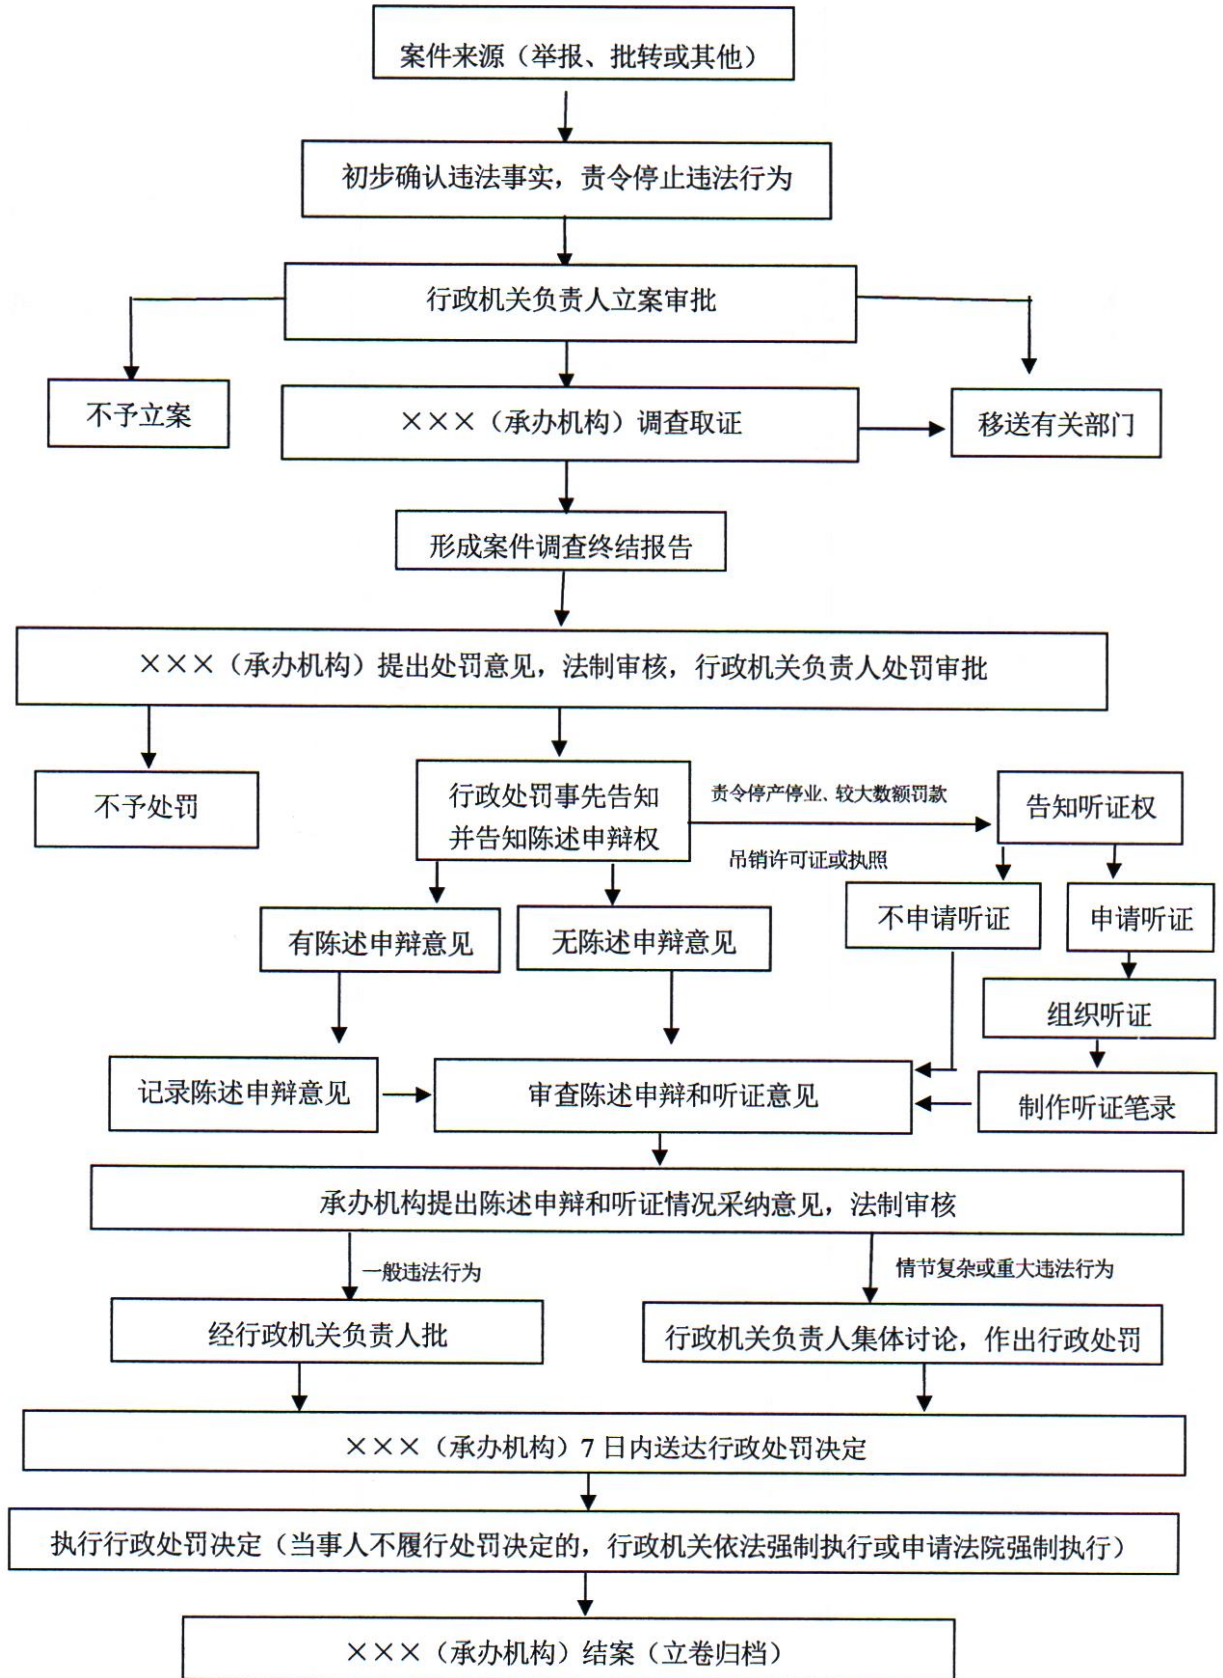 案件来源（举报、批转或其他）
初步确认违法事实，责令停止违法行为
行政机关负责人立案审批
不予立案
×××（承办机构）调查取证
移送有关部门
形成案件调查终结报告
×××（承办机构）提出处罚意见，法制审核，行政机关负责人处罚审批
不予处罚
行政处罚事先告知
并告知陈述申辩权
责令停产停业、较大数额罚款
吊销许可证或执照
告知听证权
有陈述申辩意见
无陈述申辩意见
不申请听证
申请听证
组织听证
记录陈述申辩意见
审查陈述申辩和听证意见
制作听证笔录
承办机构提出陈述申辩和听证情况采纳意见，法制审核
一般违法行为
情节复杂或重大违法行为
经行政机关负责人批
行政机关负责人集体讨论，作出行政处罚
×××（承办机构）7 日内送达行政处罚决定
执行行政处罚决定（当事人不履行处罚决定的，行政机关依法强制执行或申请法院强制执行）
×××（承办机构）结案（立卷归档）